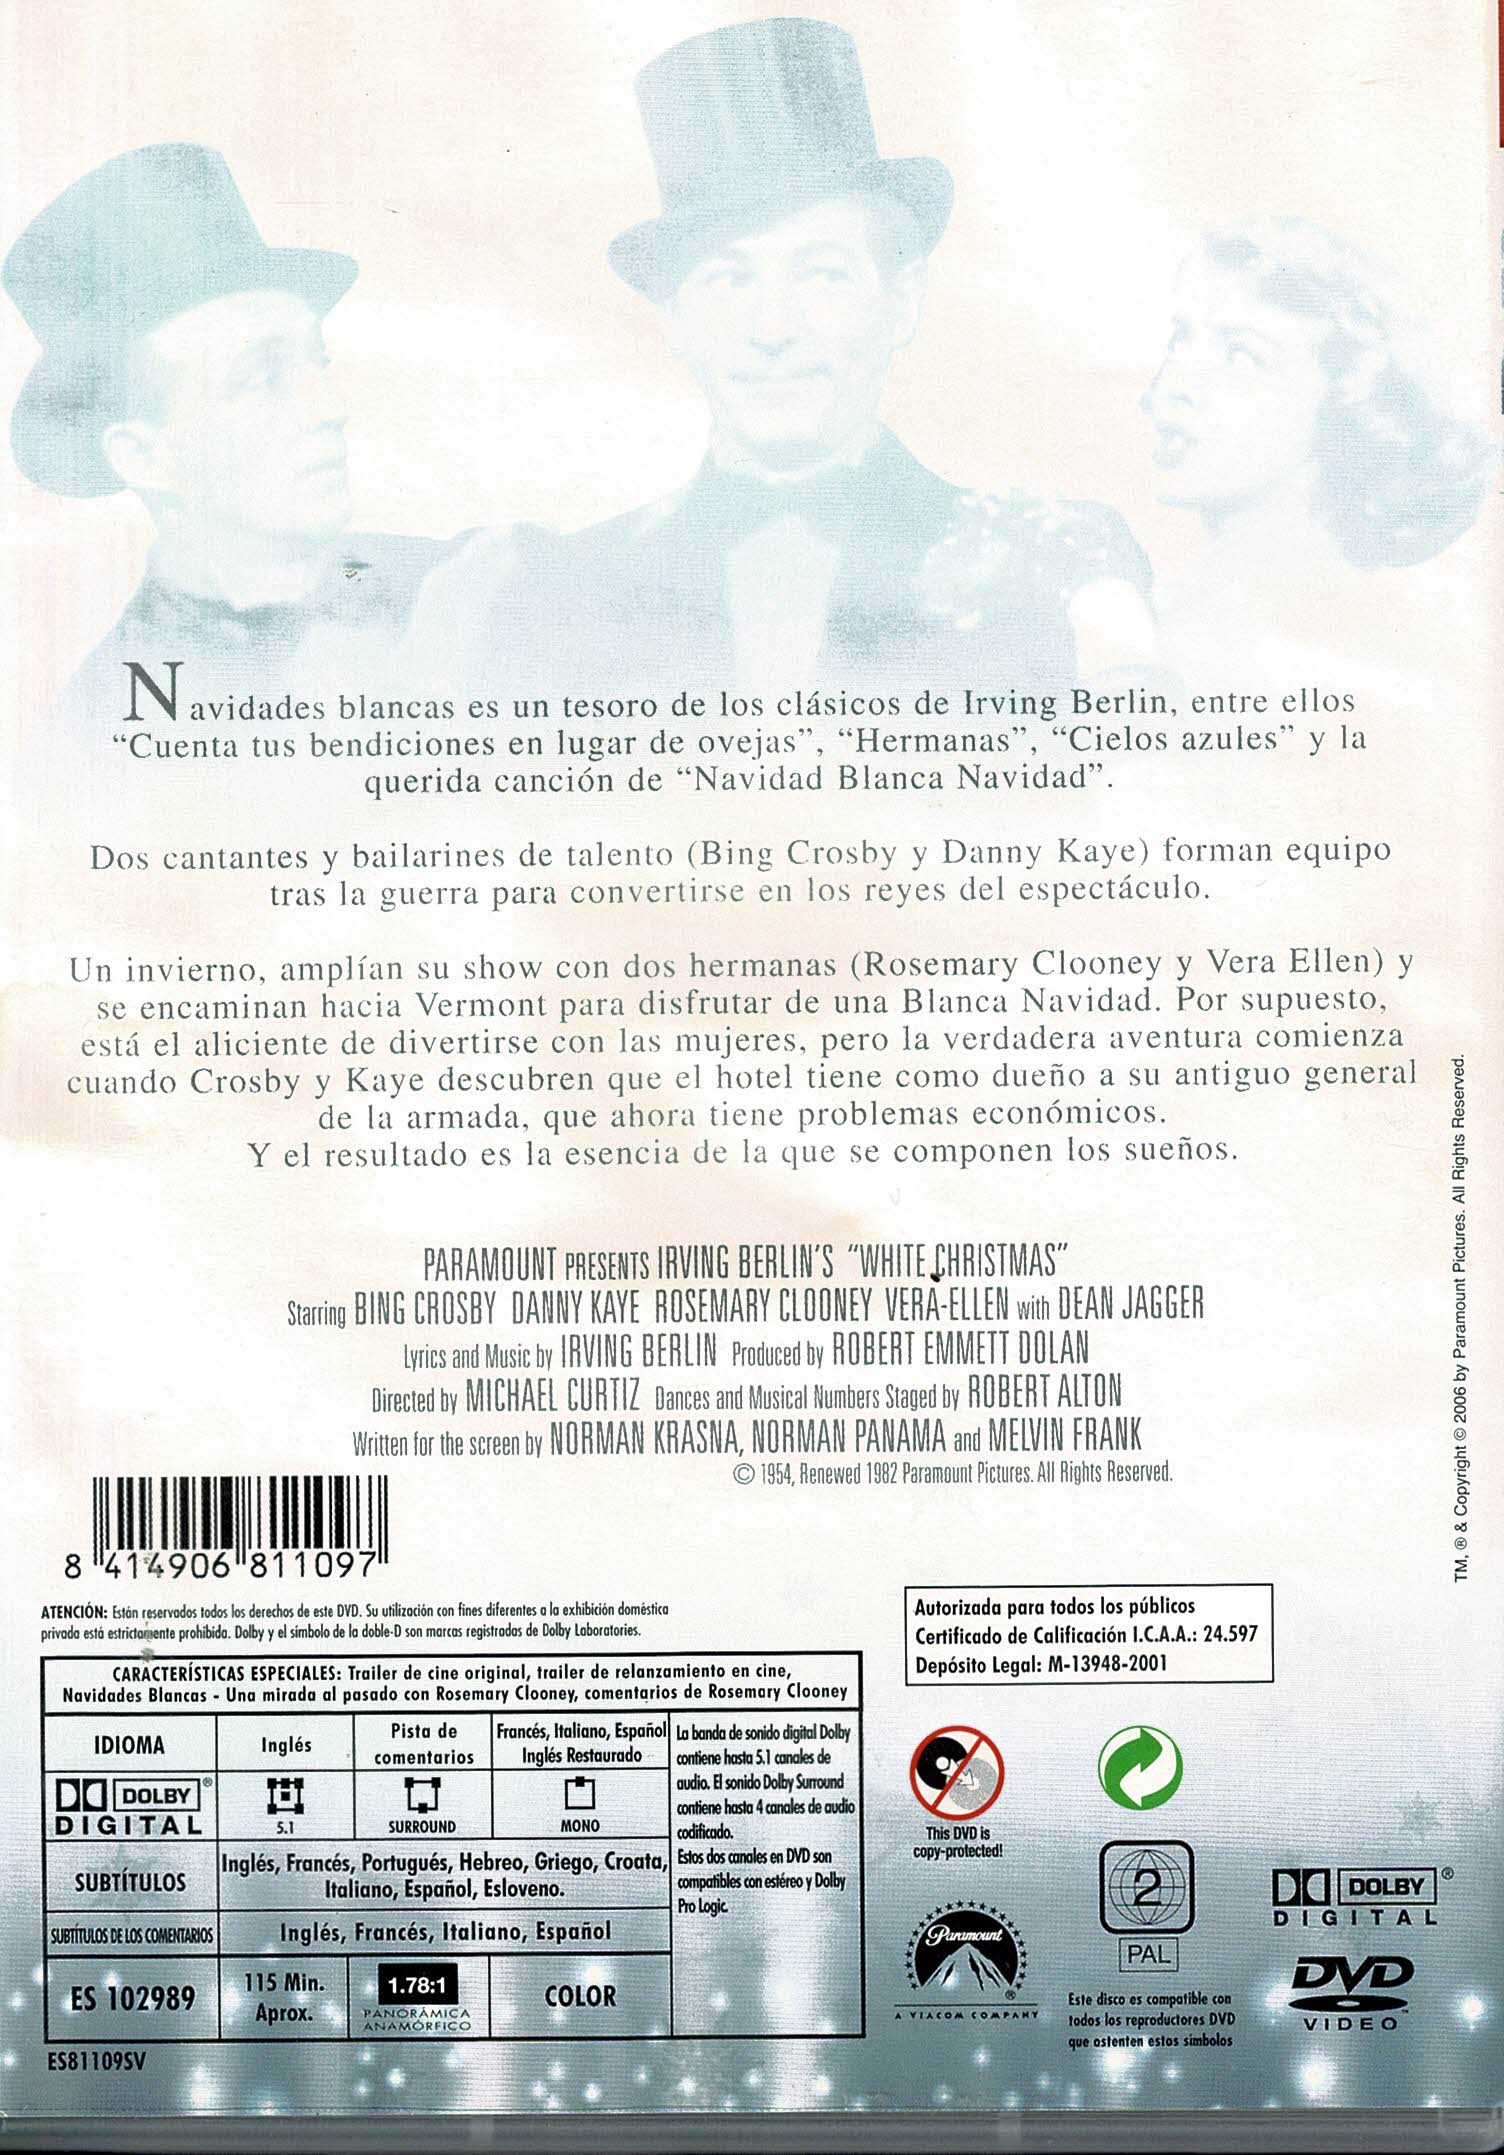 Navidades blancas es un tesoro de los clásicos de Irving Berlin, entre ellos
“Cuenta tus bendiciones en lugar de ovejas”, “Hermanas”, “Cielos azules” y la
querida canción de “Navidad Blanca Navidad”.
Dos cantantes y bailarines de talento (Bing Crosby y Danny Kaye) forman equipo
tras la guerra para convertirse en los reyes del espectáculo.
Un invierno, amplían su show con dos hermanas (Rosemary Clooney y Vera Ellen) y
se encaminan hacia Vermont para disfrutar de una Blanca Navidad. Por supuesto,
está el aliciente de divertirse con las mujeres, pero la verdadera aventura comienza
cuando Crosby y Kaye descubren que el hotel tiene como dueño a su antiguo general
de la armada, que ahora tiene problemas económicos.
Y el resultado es la esencia de la que se componen los sueños.
PARAMOUNT PRESENTS IRVING BERLIN'S “WHITE CHRISTMAS”
Starring BING CROSBY DANNY KAYE ROSEMARY CLOONEY VERA-ELLEN with DEAN JAGGER
Lyrics and Music by IRVING BERLIN Produced by ROBERT EMMETT DOLAN
Directed by MICHAEL CURTIZ Dances and Musical Numbers Staged by ROBERT ALTON
Written for the screen by NORMAN KRASNA, NORMAN PANAMA and MELVIN FRANK
© 1954, Renewed 1982 Paramount Pictures. All Rights Reserved.
TM, ® & Copyright © 2006 by Paramount Pictures. All Rights Reserved.
8 414906 811097
ATENCIÓN: Están reservados todos los derechos de este DVD. Su utilización con fines diferentes a la exhibición doméstica
privada está estrictamente prohibida. Dolby y el símbolo de la doble-D son marcas registradas de Dolby Laboratories.
Autorizada para todos los públicos
Certificado de Calificación I.C.A.A.: 24.597
Depósito Legal: M-13948-2001
CARACTERÍSTICAS ESPECIALES: Trailer de cine original, trailer de relanzamiento en cine,
Navidades Blancas - Una mirada al pasado con Rosemary Clooney, comentarios de Rosemary Clooney
IDIOMA
Inglés
Pista de
comentarios
Francés, Italiano, Español
Inglés Restaurado
DOLBY ®
DIGITAL
5.1
SURROUND
MONO
La banda de sonido digital Dolby
contiene hasta 5.1 canales de
audio. El sonido Dolby Surround
contiene hasta 4 canales de audio
codificado.
Estos dos canales en DVD son
compatibles con estéreo y Dolby
Pro Logic.
SUBTÍTULOS
Inglés, Francés, Portugués, Hebreo, Griego, Croata,
Italiano, Español, Esloveno.
SUBTÍTULOS DE LOS COMENTARIOS
Inglés, Francés, Italiano, Español
ES 102989
115 Min.
Aprox.
1.78:1
PANORÁMICA
ANAMÓRFICO
COLOR
ES81109SV
This DVD is
copy-protected!
Paramount ®
A VIACOM COMPANY
2
PAL
Este disco es compatible con
todos los reproductores DVD
que ostenten estos símbolos
DOLBY ®
DIGITAL
DVD
VIDEO ™